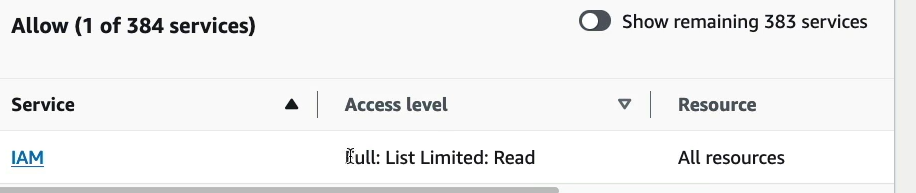 Allow (1 of 384 services)
Show remaining 383 services
Service
Access level
Resource
IAM
Full: List Limited: Read
All resources